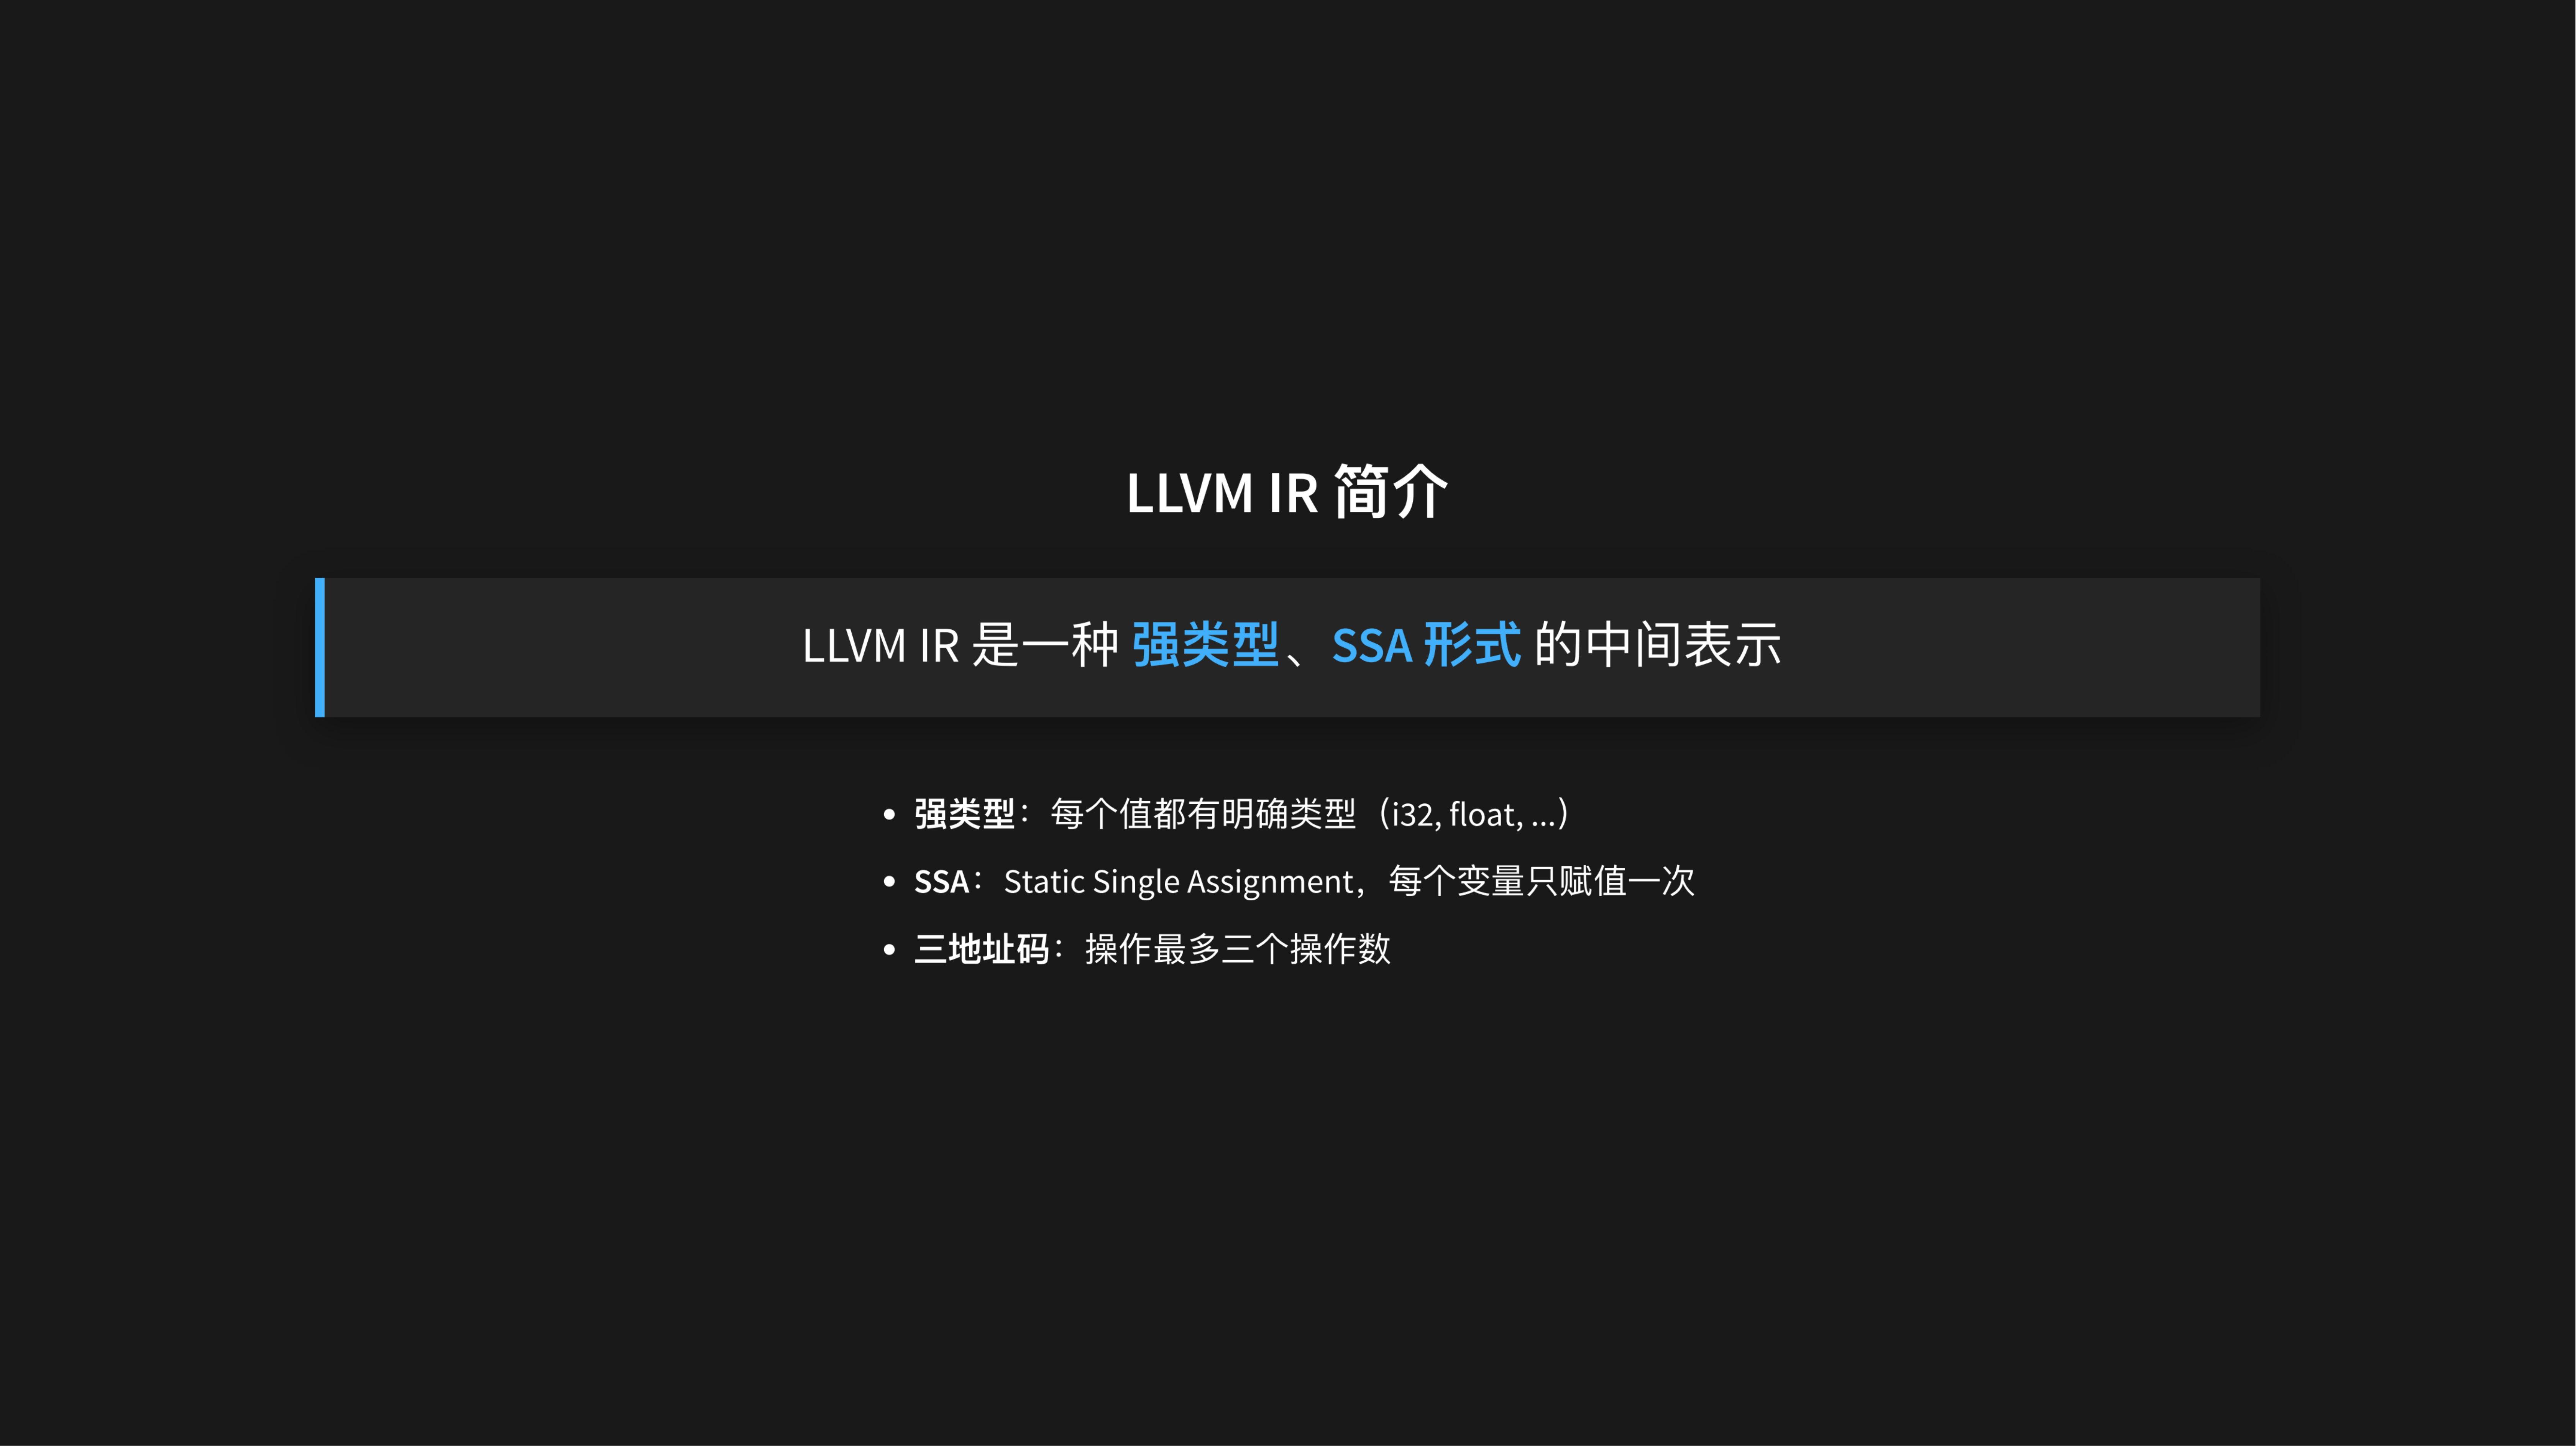 LLVM IR 简介
LLVM IR 是一种 强类型、SSA 形式 的中间表示
• 强类型：每个值都有明确类型（i32, float, ...）
• SSA：Static Single Assignment，每个变量只赋值一次
• 三地址码：操作最多三个操作数